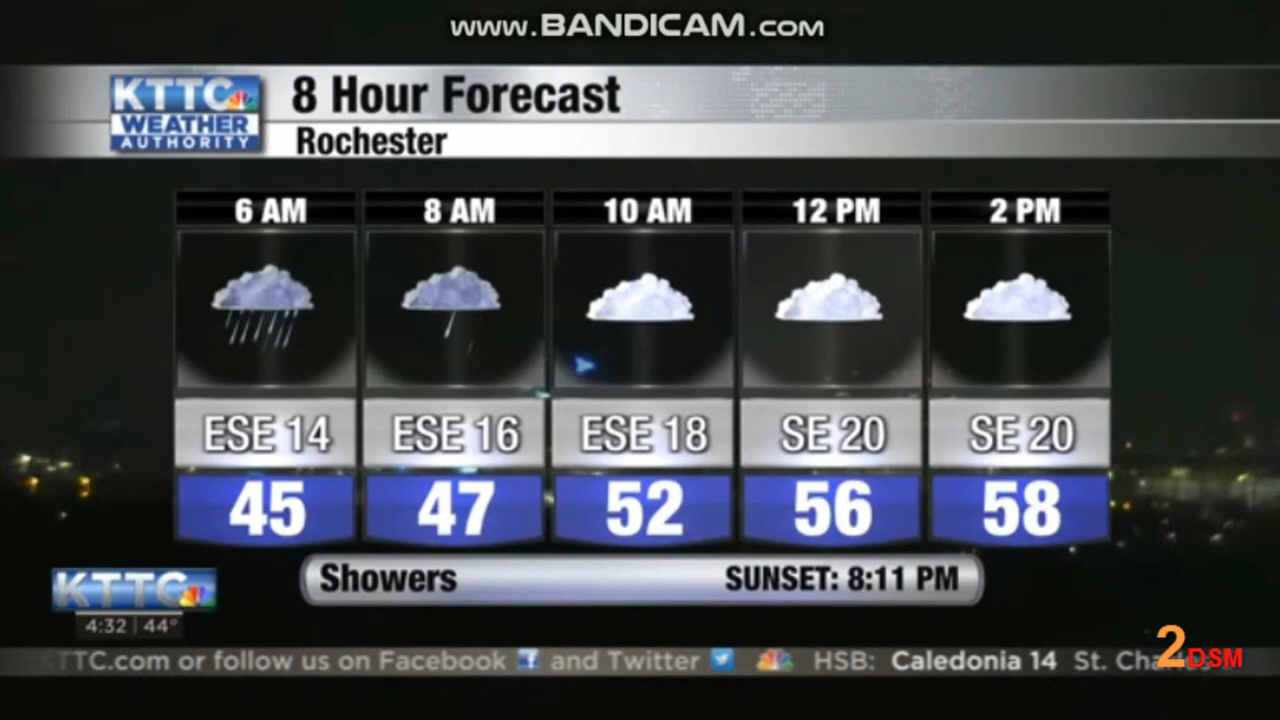 www.BANDICAM.com
KTTC
WEATHER
AUTHORITY
8 Hour Forecast
Rochester
6 AM 8 AM 10 AM 12 PM 2 PM
ESE 14 ESE 16 ESE 18 SE 20 SE 20
45 47 52 56 58
Showers SUNSET: 8:11 PM
KTTC
4:32 | 44°
TTC.com or follow us on Facebook and Twitter HSB: Caledonia 14 St.
2DSM